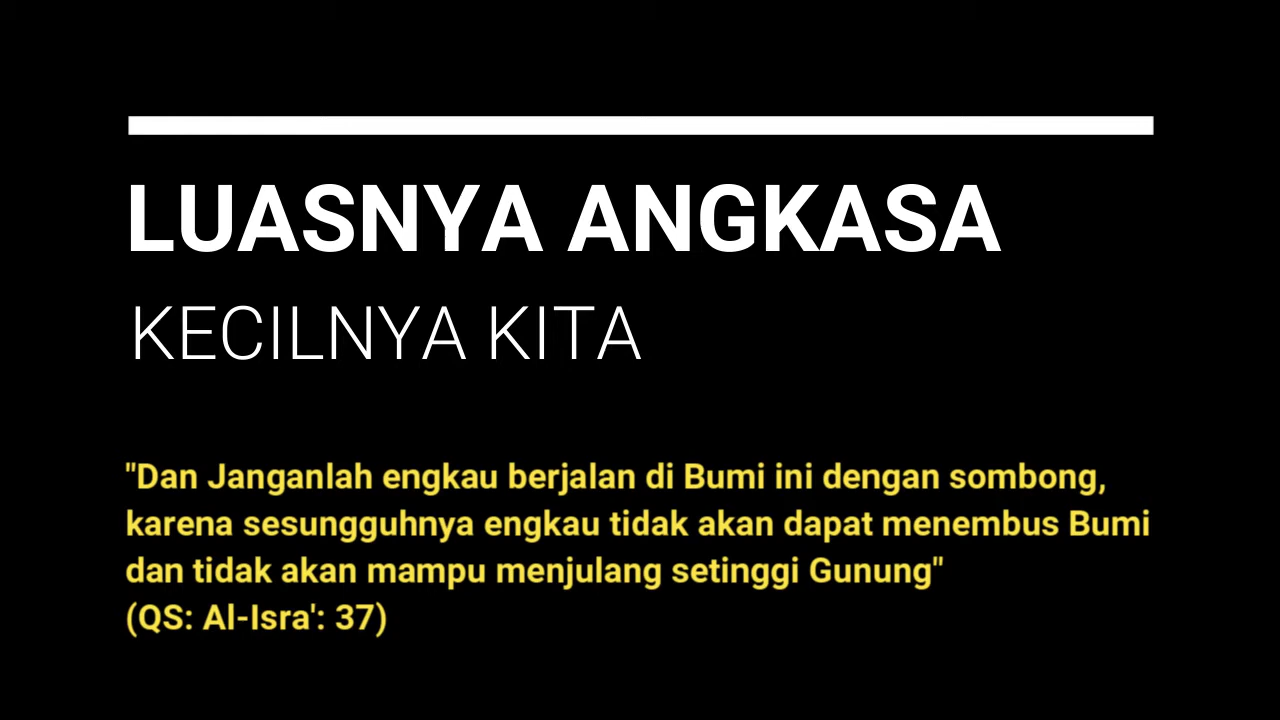 LUASNYA ANGKASA
KECILNYA KITA
"Dan Janganlah engkau berjalan di Bumi ini dengan sombong,
karena sesungguhnya engkau tidak akan dapat menembus Bumi
dan tidak akan mampu menjulang setinggi Gunung"
(QS: Al-Isra': 37)